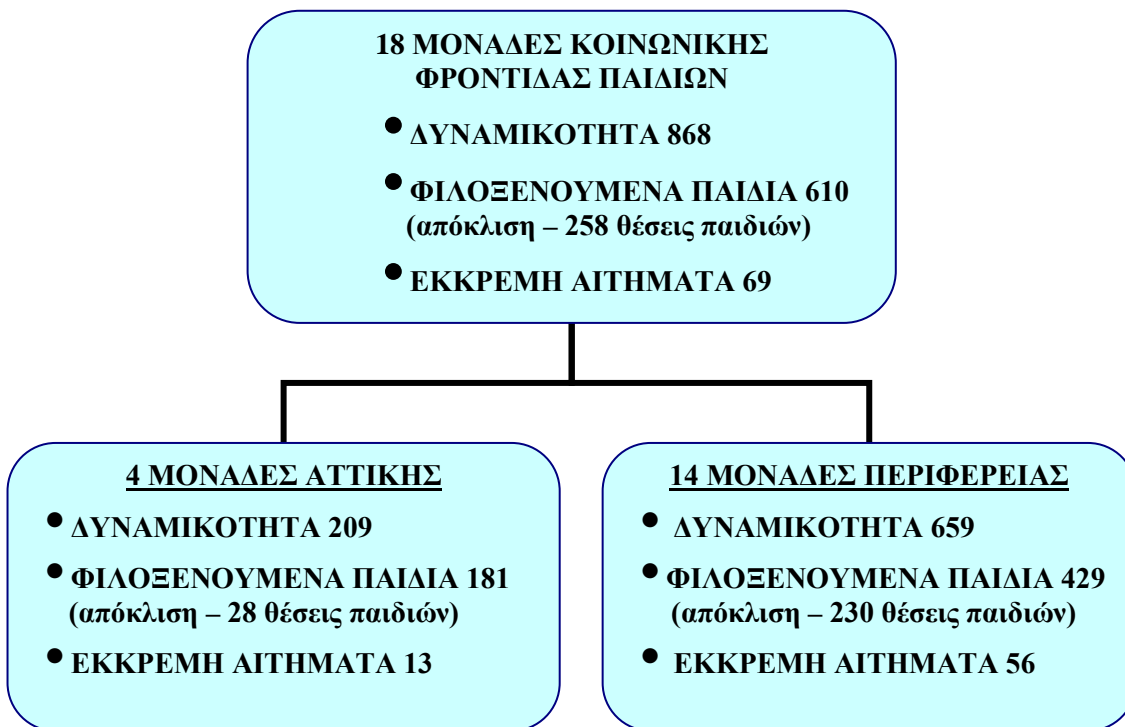 18 ΜΟΝΑΔΕΣ ΚΟΙΝΩΝΙΚΗΣ
ΦΡΟΝΤΙΔΑΣ ΠΑΙΔΙΩΝ
• ΔΥΝΑΜΙΚΟΤΗΤΑ 868
• ΦΙΛΟΞΕΝΟΥΜΕΝΑ ΠΑΙΔΙΑ 610
(απόκλιση – 258 θέσεις παιδιών)
• ΕΚΚΡΕΜΗ ΑΙΤΗΜΑΤΑ 69
4 ΜΟΝΑΔΕΣ ΑΤΤΙΚΗΣ
• ΔΥΝΑΜΙΚΟΤΗΤΑ 209
• ΦΙΛΟΞΕΝΟΥΜΕΝΑ ΠΑΙΔΙΑ 181
(απόκλιση – 28 θέσεις παιδιών)
• ΕΚΚΡΕΜΗ ΑΙΤΗΜΑΤΑ 13
14 ΜΟΝΑΔΕΣ ΠΕΡΙΦΕΡΕΙΑΣ
• ΔΥΝΑΜΙΚΟΤΗΤΑ 659
• ΦΙΛΟΞΕΝΟΥΜΕΝΑ ΠΑΙΔΙΑ 429
(απόκλιση – 230 θέσεις παιδιών)
• ΕΚΚΡΕΜΗ ΑΙΤΗΜΑΤΑ 56